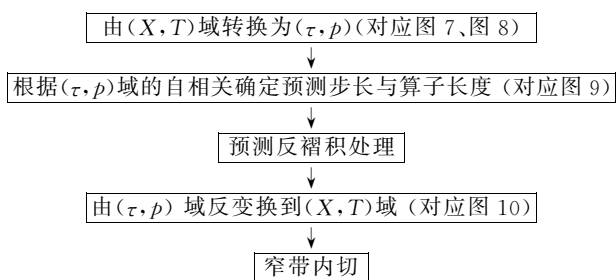 由(X,T)域转换为(τ,p)(对应图 7、图 8)
根据(τ,p)域的自相关确定预测步长与算子长度 (对应图 9)
预测反褶积处理
由(τ,p) 域反变换到(X,T)域 (对应图 10)
窄带内切